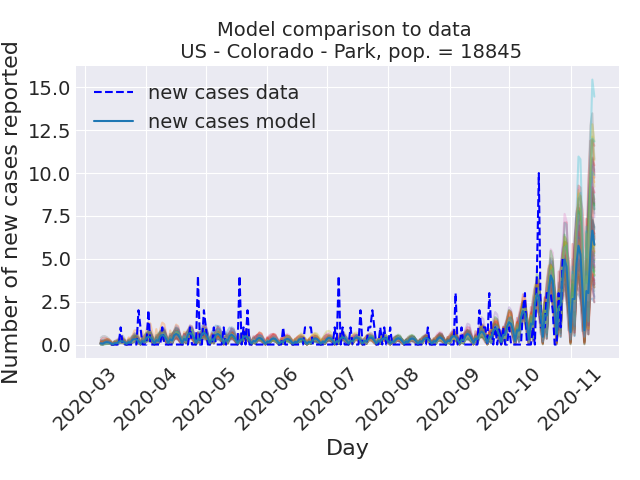 Model comparison to data
US - Colorado - Park, pop. = 18845
Number of new cases reported
15.0
12.5
10.0
7.5
5.0
2.5
0.0
new cases data
new cases model
2020-03
2020-04
2020-05
2020-06
2020-07
2020-08
2020-09
2020-10
2020-11
Day